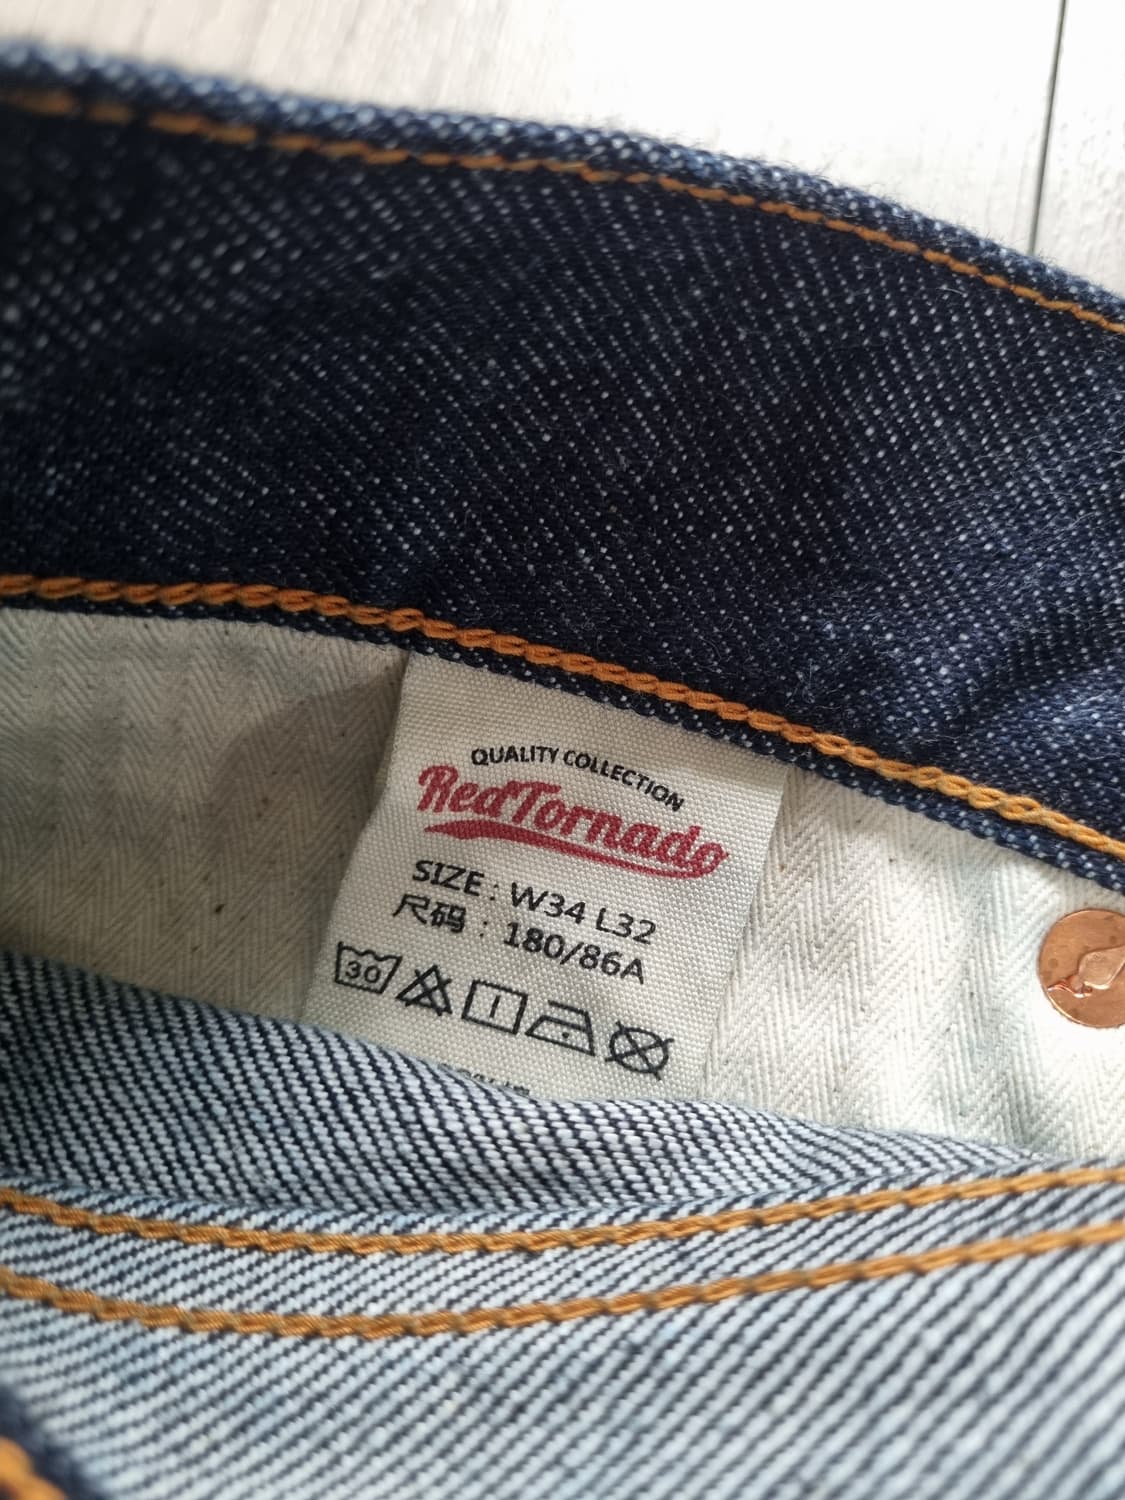 QUALITY COLLECTION
RedTornado
SIZE : W34 L32
尺码 : 180/86A
30